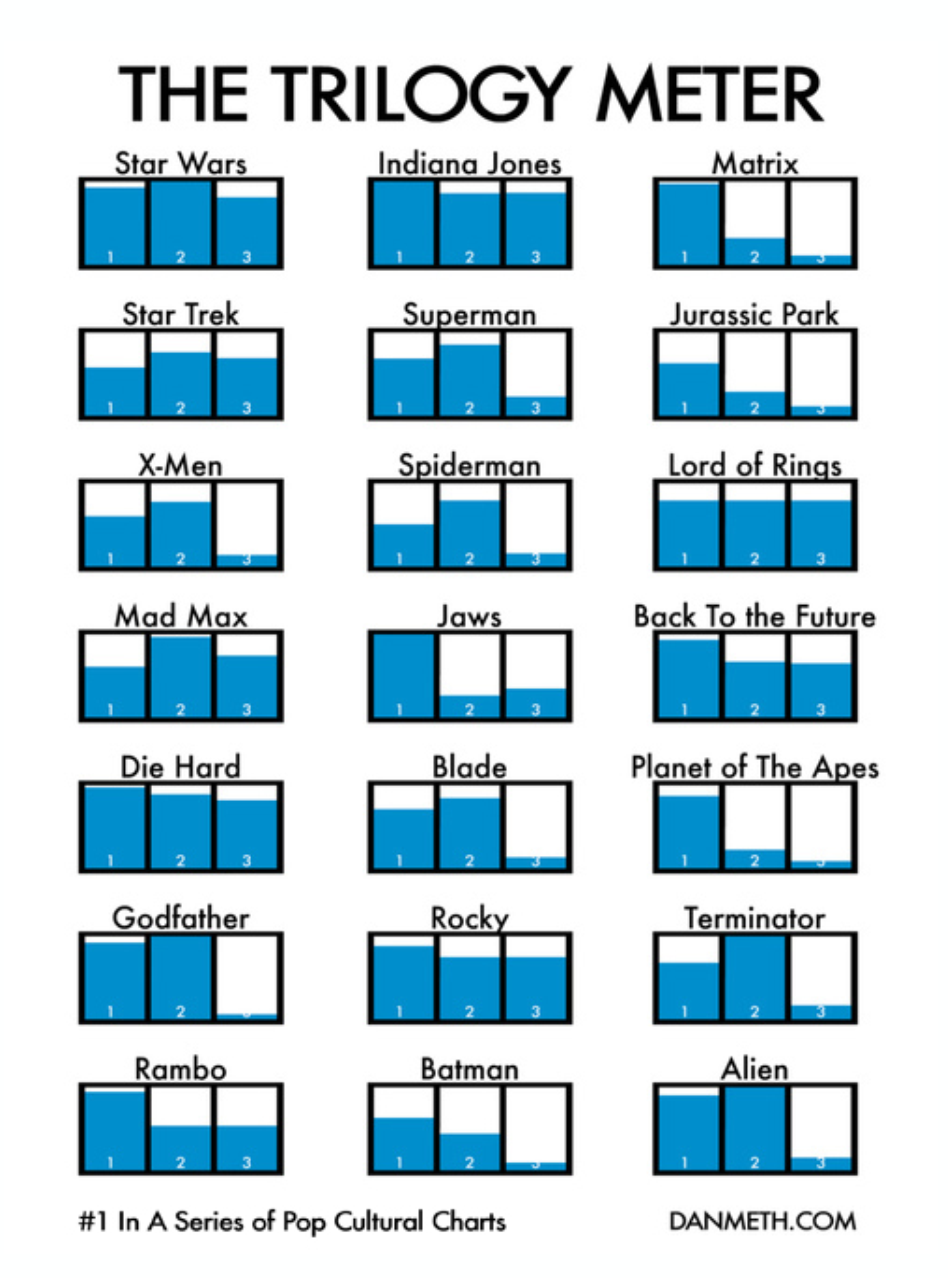 THE TRILOGY METER
Star Wars Indiana Jones Matrix
1 2 3 1 2 3 1 2 3
Star Trek Superman Jurassic Park
1 2 3 1 2 3 1 2 3
X-Men Spiderman Lord of Rings
1 2 3 1 2 3 1 2 3
Mad Max Jaws Back To the Future
1 2 3 1 2 3 1 2 3
Die Hard Blade Planet of The Apes
1 2 3 1 2 3 1 2 3
Godfather Rocky Terminator
1 2 3 1 2 3 1 2 3
Rambo Batman Alien
1 2 3 1 2 3 1 2 3
#1 In A Series of Pop Cultural Charts DANMETH.COM